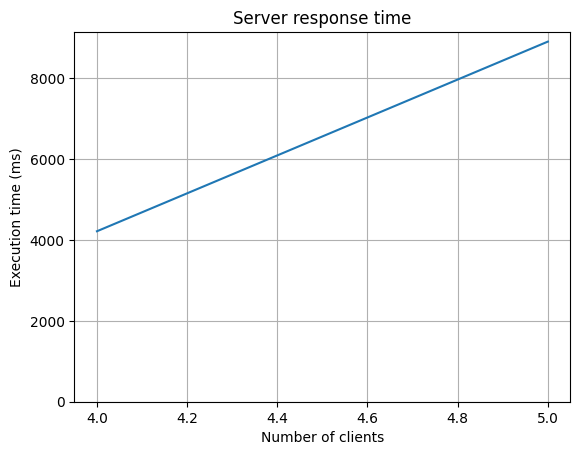 Server response time
Execution time (ms)
8000
6000
4000
2000
0
4.0 4.2 4.4 4.6 4.8 5.0
Number of clients